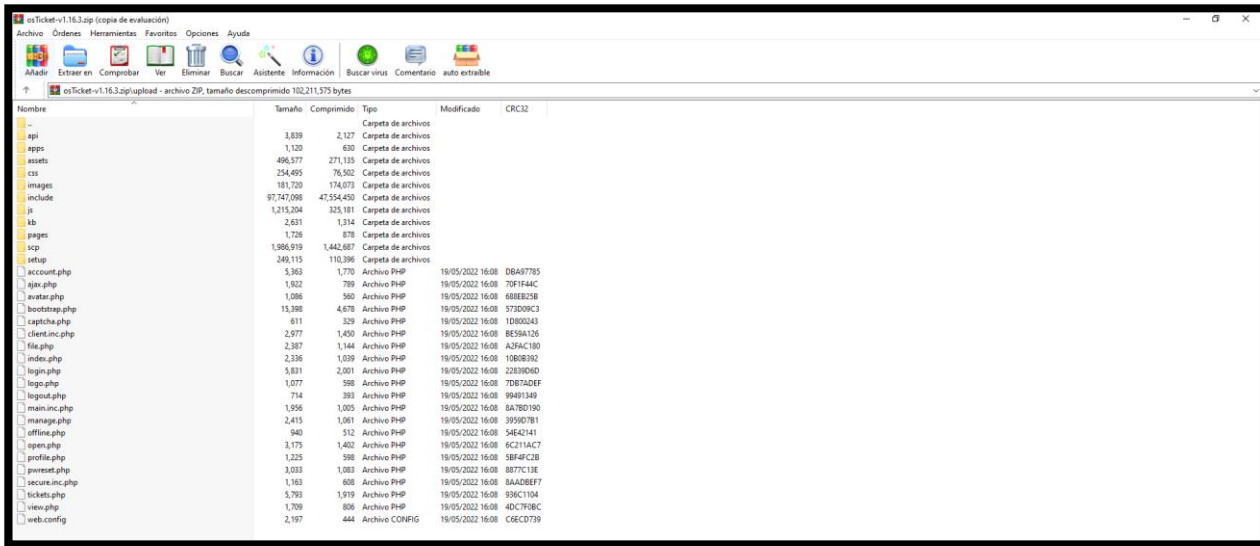 osTicket-v1.16.3.zip (copia de evaluación)
Archivo Órdenes Herramientas Favoritos Opciones Ayuda
Añadir Extraer en Comprobar Ver Eliminar Buscar Asistente Información Buscar virus Comentario auto extraíble
osTicket-v1.16.3.zip\upload - archivo ZIP, tamaño descomprimido 102,211,575 bytes
Nombre Tamaño Comprimido Tipo Modificado CRC32
.. Carpeta de archivos
api 3,839 2,127 Carpeta de archivos
apps 1,120 630 Carpeta de archivos
assets 496,577 271,135 Carpeta de archivos
css 254,495 76,502 Carpeta de archivos
images 181,720 174,073 Carpeta de archivos
include 97,747,098 47,554,450 Carpeta de archivos
js 1,215,204 325,181 Carpeta de archivos
kb 2,631 1,314 Carpeta de archivos
pages 1,726 878 Carpeta de archivos
scp 1,986,919 1,442,687 Carpeta de archivos
setup 249,115 110,396 Carpeta de archivos
account.php 5,363 1,770 Archivo PHP 19/05/2022 16:08 DBA97785
ajax.php 1,922 789 Archivo PHP 19/05/2022 16:08 70F1F44C
avatar.php 1,086 560 Archivo PHP 19/05/2022 16:08 688EB25B
bootstrap.php 15,398 4,678 Archivo PHP 19/05/2022 16:08 573D09C3
captcha.php 611 329 Archivo PHP 19/05/2022 16:08 1D800243
client.inc.php 2,977 1,450 Archivo PHP 19/05/2022 16:08 BE59A126
file.php 2,387 1,144 Archivo PHP 19/05/2022 16:08 A2FAC180
index.php 2,336 1,039 Archivo PHP 19/05/2022 16:08 10B0B392
login.php 5,831 2,001 Archivo PHP 19/05/2022 16:08 22839D6D
logo.php 1,077 598 Archivo PHP 19/05/2022 16:08 7DB7ADEF
logout.php 714 393 Archivo PHP 19/05/2022 16:08 99491349
main.inc.php 1,956 1,005 Archivo PHP 19/05/2022 16:08 8A7BD190
manage.php 2,415 1,061 Archivo PHP 19/05/2022 16:08 3959D7B1
offline.php 940 512 Archivo PHP 19/05/2022 16:08 54E42141
open.php 3,175 1,402 Archivo PHP 19/05/2022 16:08 6C211AC7
profile.php 1,225 598 Archivo PHP 19/05/2022 16:08 5BF4FC2B
pwreset.php 3,033 1,083 Archivo PHP 19/05/2022 16:08 8877C13E
secure.inc.php 1,163 608 Archivo PHP 19/05/2022 16:08 8AADBEF7
tickets.php 5,793 1,919 Archivo PHP 19/05/2022 16:08 936C1104
view.php 1,709 806 Archivo PHP 19/05/2022 16:08 4DC7F0BC
web.config 2,197 444 Archivo CONFIG 19/05/2022 16:08 C6ECD739